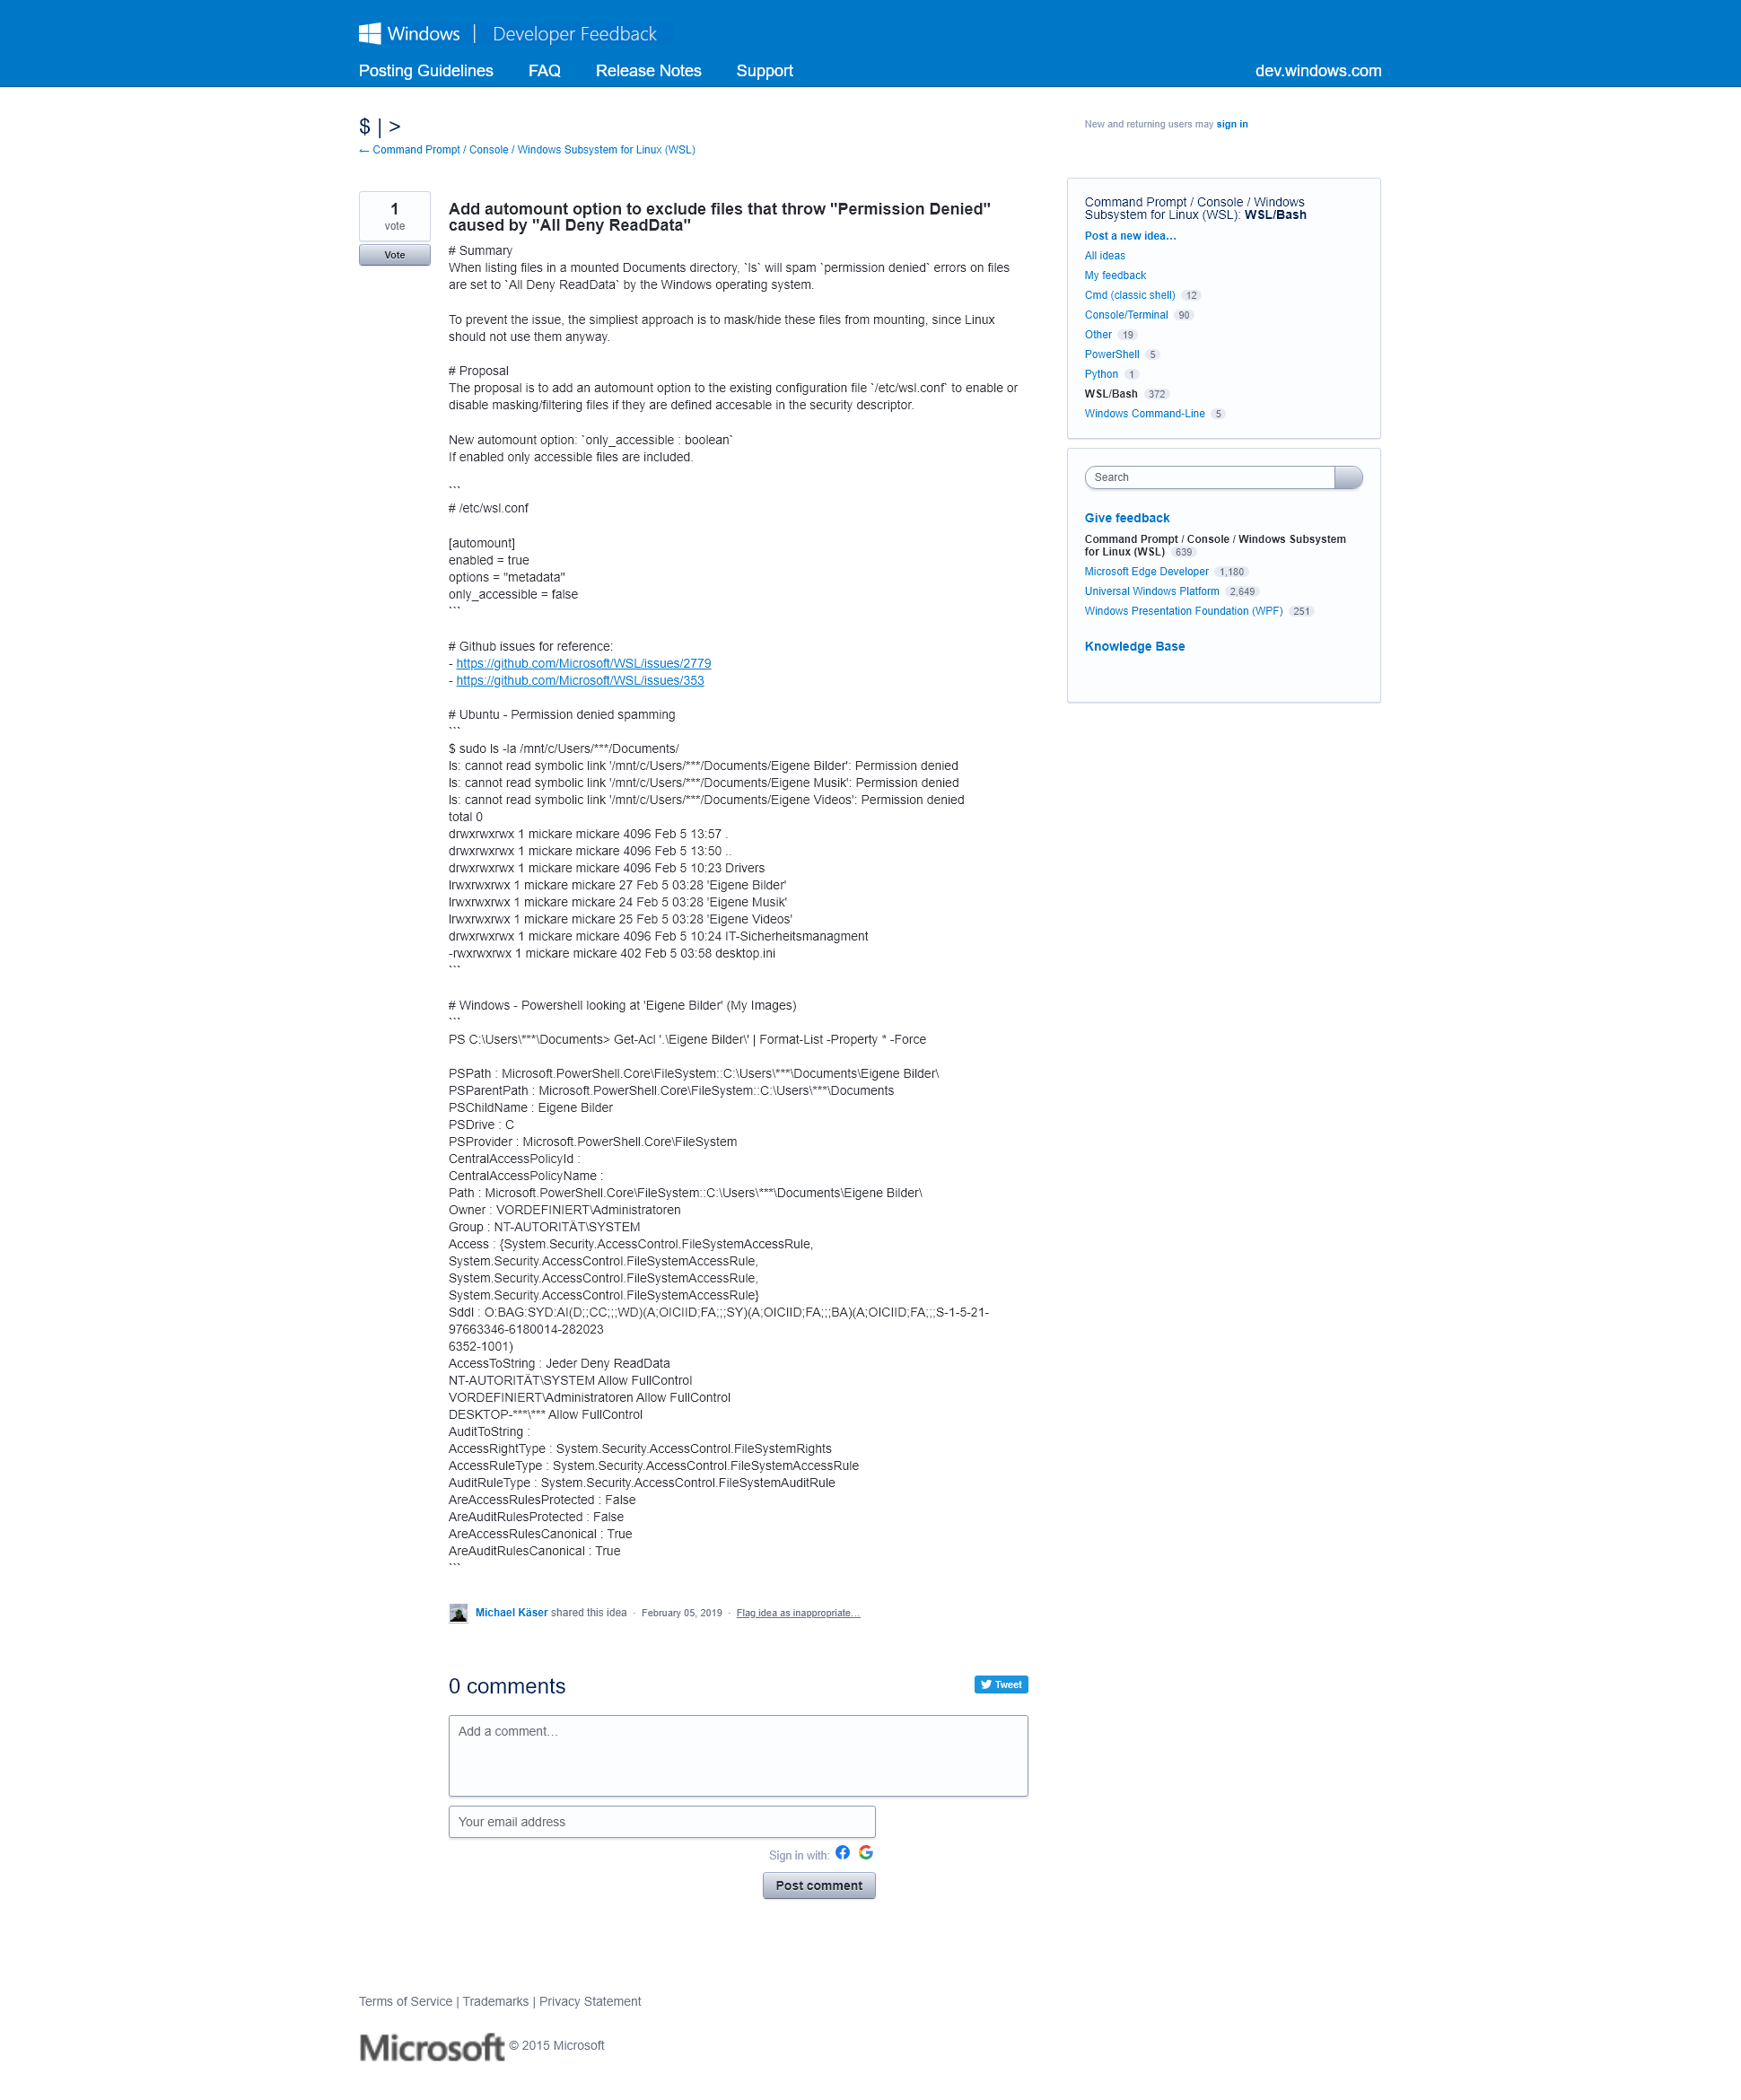 Windows | Developer Feedback
Posting Guidelines FAQ Release Notes Support dev.windows.com
$ | >
← Command Prompt / Console / Windows Subsystem for Linux (WSL)
New and returning users may sign in
1
vote
Vote
Add automount option to exclude files that throw "Permission Denied"
caused by "All Deny ReadData"
# Summary
When listing files in a mounted Documents directory, `ls` will spam `permission denied` errors on files
are set to `All Deny ReadData` by the Windows operating system.
To prevent the issue, the simpliest approach is to mask/hide these files from mounting, since Linux
should not use them anyway.
# Proposal
The proposal is to add an automount option to the existing configuration file `/etc/wsl.conf` to enable or
disable masking/filtering files if they are defined accesable in the security descriptor.
New automount option: `only_accessible : boolean`
If enabled only accessible files are included.
```
# /etc/wsl.conf
[automount]
enabled = true
options = "metadata"
only_accessible = false
```
# Github issues for reference:
- https://github.com/Microsoft/WSL/issues/2779
- https://github.com/Microsoft/WSL/issues/353
# Ubuntu - Permission denied spamming
```
$ sudo ls -la /mnt/c/Users/***/Documents/
ls: cannot read symbolic link '/mnt/c/Users/***/Documents/Eigene Bilder': Permission denied
ls: cannot read symbolic link '/mnt/c/Users/***/Documents/Eigene Musik': Permission denied
ls: cannot read symbolic link '/mnt/c/Users/***/Documents/Eigene Videos': Permission denied
total 0
drwxrwxrwx 1 mickare mickare 4096 Feb 5 13:57 .
drwxrwxrwx 1 mickare mickare 4096 Feb 5 13:50 ..
drwxrwxrwx 1 mickare mickare 4096 Feb 5 10:23 Drivers
lrwxrwxrwx 1 mickare mickare 27 Feb 5 03:28 'Eigene Bilder'
lrwxrwxrwx 1 mickare mickare 24 Feb 5 03:28 'Eigene Musik'
lrwxrwxrwx 1 mickare mickare 25 Feb 5 03:28 'Eigene Videos'
drwxrwxrwx 1 mickare mickare 4096 Feb 5 10:24 IT-Sicherheitsmanagment
-rwxrwxrwx 1 mickare mickare 402 Feb 5 03:58 desktop.ini
```
# Windows - Powershell looking at 'Eigene Bilder' (My Images)
```
PS C:\Users\***\Documents> Get-Acl '.\Eigene Bilder\' | Format-List -Property * -Force
PSPath : Microsoft.PowerShell.Core\FileSystem::C:\Users\***\Documents\Eigene Bilder\
PSParentPath : Microsoft.PowerShell.Core\FileSystem::C:\Users\***\Documents
PSChildName : Eigene Bilder
PSDrive : C
PSProvider : Microsoft.PowerShell.Core\FileSystem
CentralAccessPolicyId :
CentralAccessPolicyName :
Path : Microsoft.PowerShell.Core\FileSystem::C:\Users\***\Documents\Eigene Bilder\
Owner : VORDEFINIERT\Administratoren
Group : NT-AUTORITÄT\SYSTEM
Access : {System.Security.AccessControl.FileSystemAccessRule,
System.Security.AccessControl.FileSystemAccessRule,
System.Security.AccessControl.FileSystemAccessRule,
System.Security.AccessControl.FileSystemAccessRule}
Sddl : O:BAG:SYD:AI(D;;CC;;;WD)(A;OICIID;FA;;;SY)(A;OICIID;FA;;;BA)(A;OICIID;FA;;;S-1-5-21-
97663346-6180014-282023
6352-1001)
AccessToString : Jeder Deny ReadData
NT-AUTORITÄT\SYSTEM Allow FullControl
VORDEFINIERT\Administratoren Allow FullControl
DESKTOP-***\*** Allow FullControl
AuditToString :
AccessRightType : System.Security.AccessControl.FileSystemRights
AccessRuleType : System.Security.AccessControl.FileSystemAccessRule
AuditRuleType : System.Security.AccessControl.FileSystemAuditRule
AreAccessRulesProtected : False
AreAuditRulesProtected : False
AreAccessRulesCanonical : True
AreAuditRulesCanonical : True
```
Michael Käser shared this idea · February 05, 2019 · Flag idea as inappropriate…
0 comments
Tweet
Add a comment…
Your email address
Sign in with:
Post comment
Command Prompt / Console / Windows
Subsystem for Linux (WSL): WSL/Bash
Post a new idea…
All ideas
My feedback
Cmd (classic shell) 12
Console/Terminal 90
Other 19
PowerShell 5
Python 1
WSL/Bash 372
Windows Command-Line 5
Search
Give feedback
Command Prompt / Console / Windows Subsystem
for Linux (WSL) 639
Microsoft Edge Developer 1,180
Universal Windows Platform 2,649
Windows Presentation Foundation (WPF) 251
Knowledge Base
Terms of Service | Trademarks | Privacy Statement
Microsoft © 2015 Microsoft